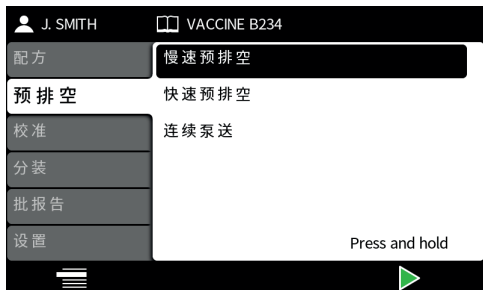 J. SMITH VACCINE B234
配方
预排空
校准
分装
批报告
设置
慢速预排空
快速预排空
连续泵送
Press and hold